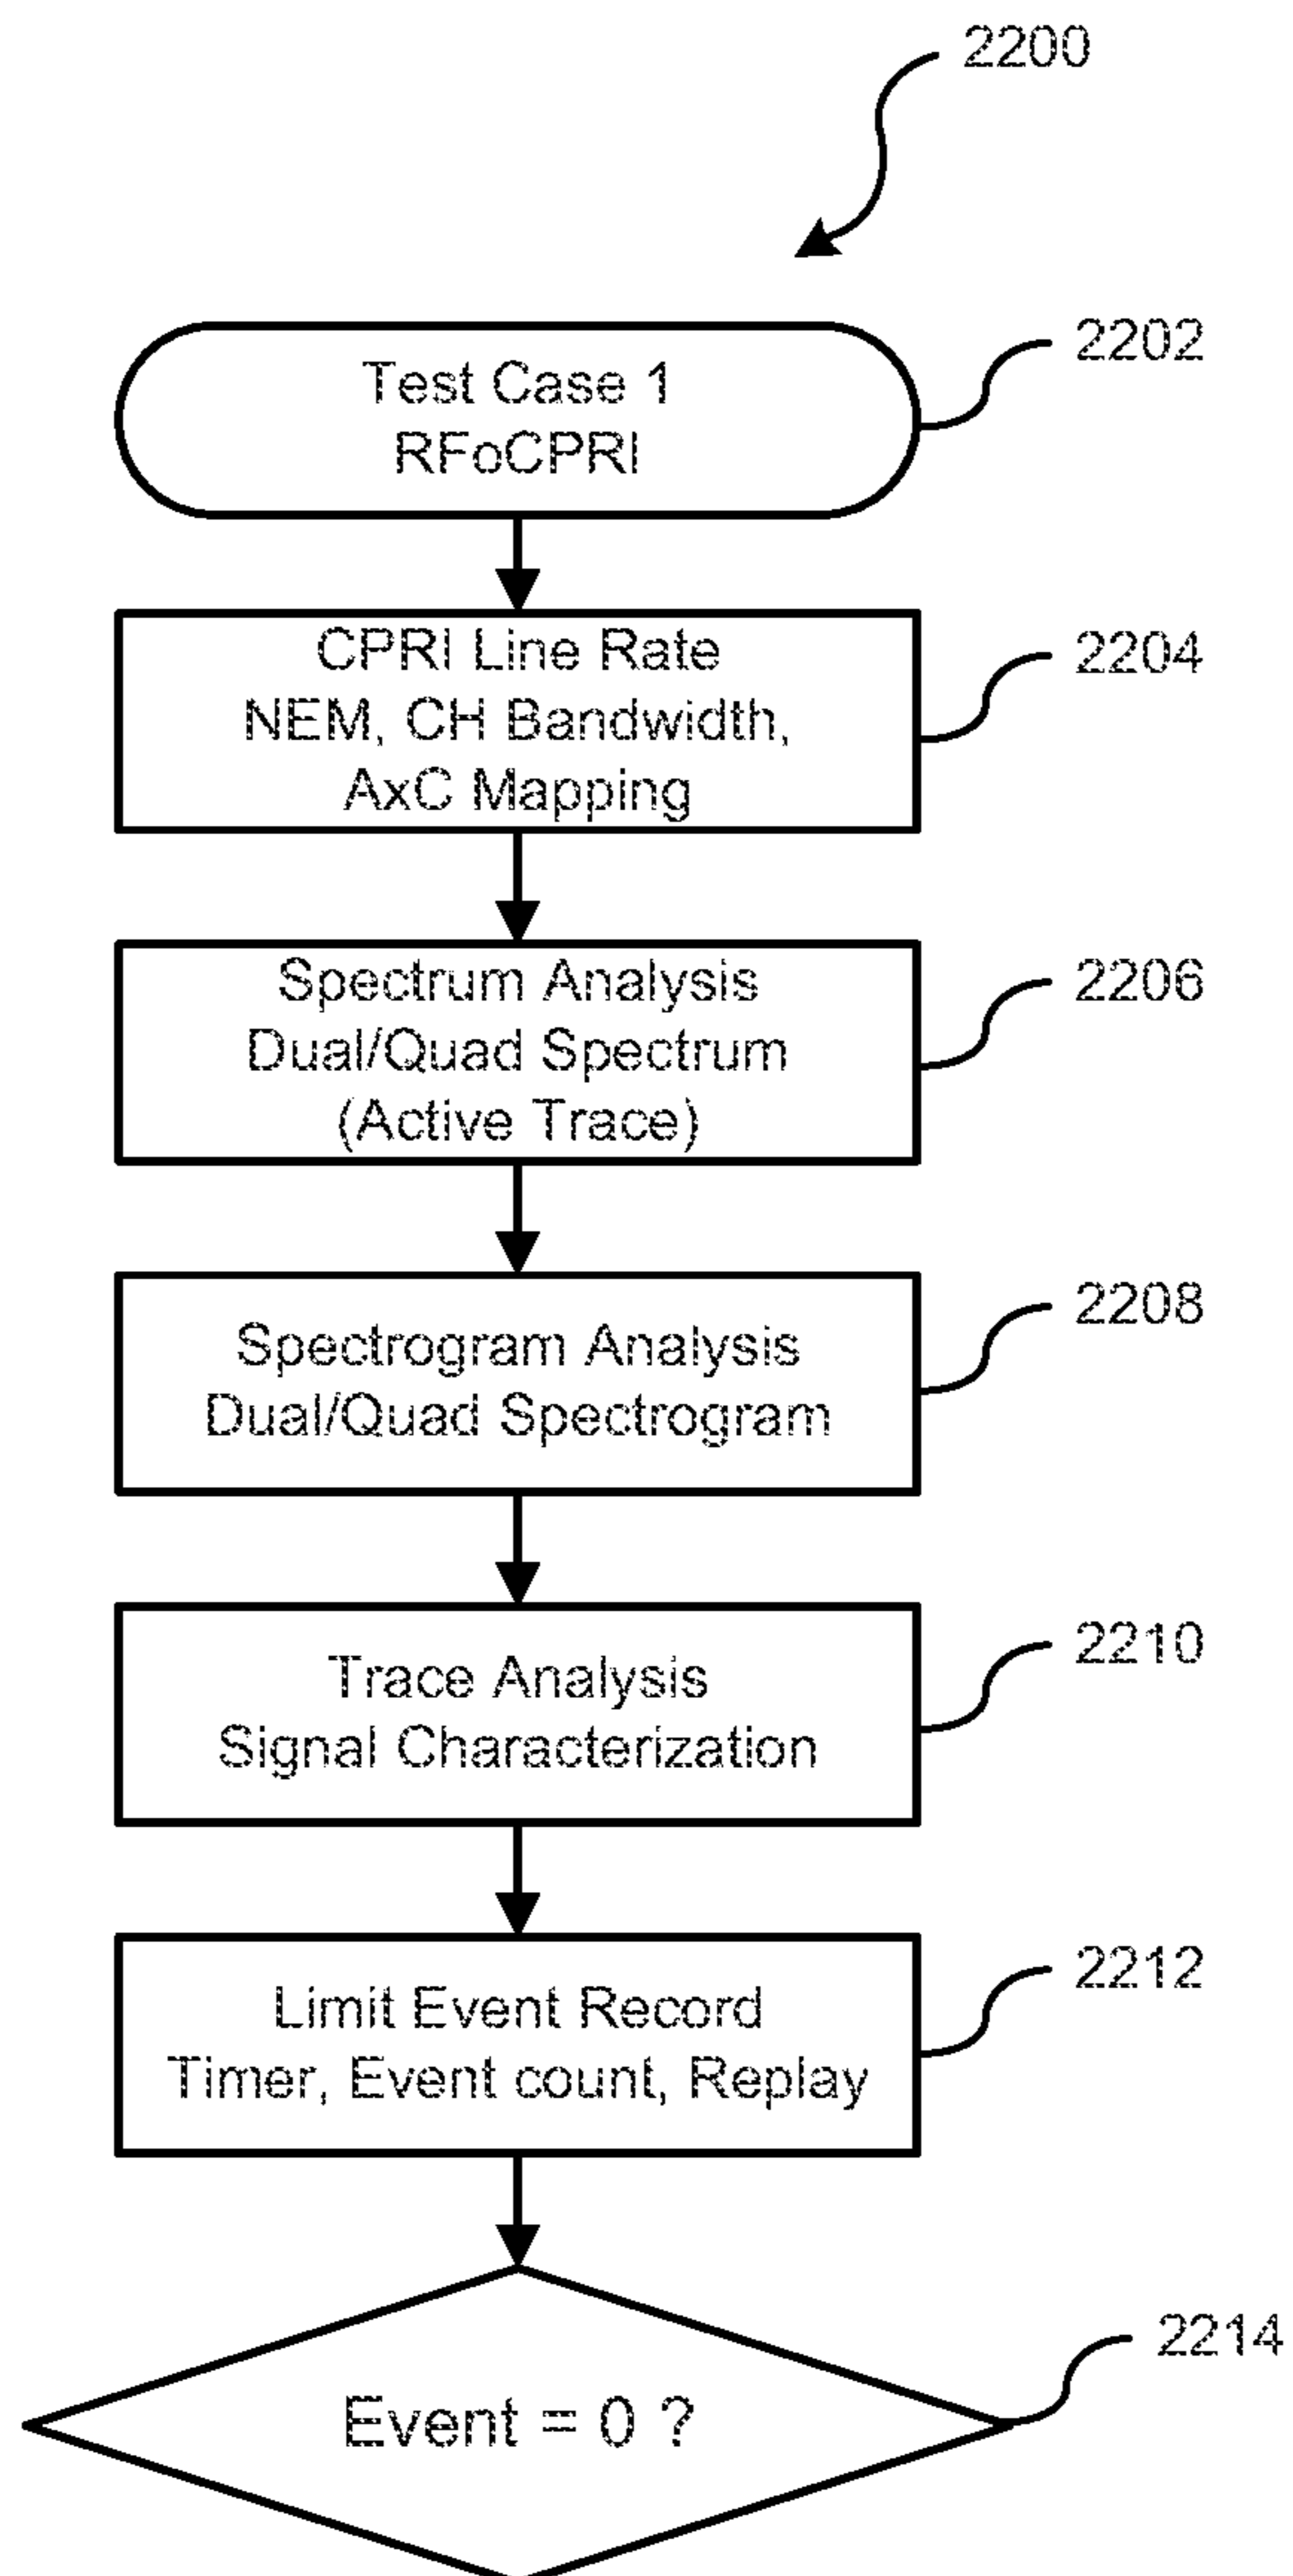 2200
Test Case 1
RFoCPRI
2202
CPRI Line Rate
NEM, CH Bandwidth,
AxC Mapping
2204
Spectrum Analysis
Dual/Quad Spectrum
(Active Trace)
2206
Spectrogram Analysis
Dual/Quad Spectrogram
2208
Trace Analysis
Signal Characterization
2210
Limit Event Record
Timer, Event count, Replay
2212
Event = 0 ?
2214